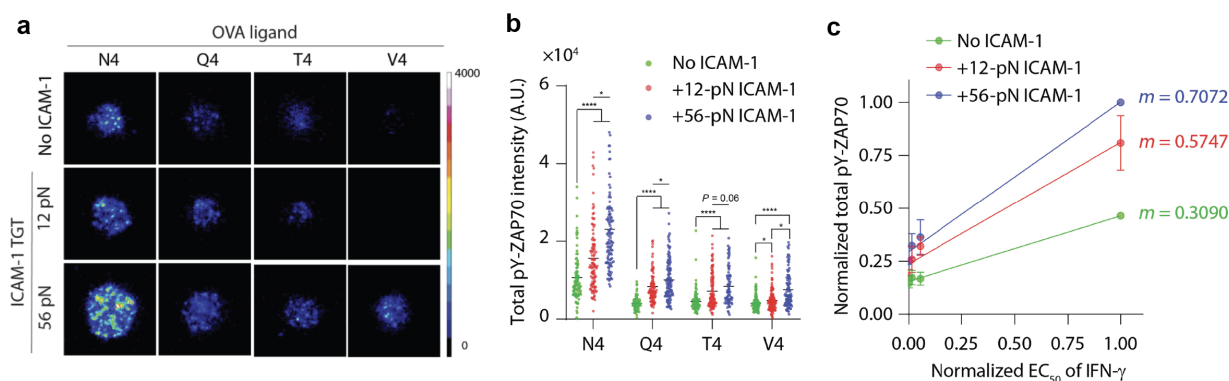 a
OVA ligand
N4 Q4 T4 V4
No ICAM-1
ICAM-1 TGT
12 pN
56 pN
4000
0
b
×10⁴
No ICAM-1
+12-pN ICAM-1
+56-pN ICAM-1
Total pY-ZAP70 intensity (A.U.)
6
4
2
0
**** *
**** *
**** P = 0.06
**** * *
N4 Q4 T4 V4
c
No ICAM-1
+12-pN ICAM-1
+56-pN ICAM-1
Normalized total pY-ZAP70
1.00
0.75
0.50
0.25
0.00
m = 0.7072
m = 0.5747
m = 0.3090
0.00 0.25 0.50 0.75 1.00
Normalized EC₅₀ of IFN-γ